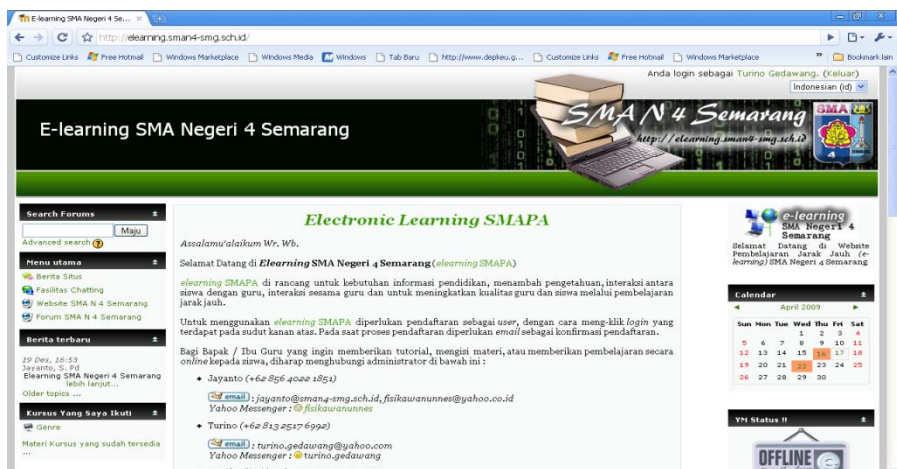 E-learning SMA Negeri 4 Se...
http://elearning.sman4-smg.sch.id/
Customize Links Free Hotmail Windows Marketplace Windows Media Windows Tab Baru http://www.depkeu.g... Customize Links Free Hotmail Windows Marketplace » Bookmark lain
Anda login sebagai Turino Gedawang. (Keluar)
Indonesian (id)
E-learning SMA Negeri 4 Semarang
SMA N 4 Semarang
http://elearning.sman4-smg.sch.id
SMA
4
Search Forums
Maju
Advanced search
Menu utama
Berita Situs
Fasilitas Chatting
Website SMA N 4 Semarang
Forum SMA N 4 Semarang
Berita terbaru
19 Des, 16:53
Jayanto, S. Pd
Elearning SMA Negeri 4 Semarang
lebih lanjut...
Older topics ...
Kursus Yang Saya Ikuti
Genre
Materi Kursus yang sudah tersedia
...
Electronic Learning SMAPA
Assalamu'alaikum Wr. Wb.
Selamat Datang di Elearning SMA Negeri 4 Semarang (elearning SMAPA)
elearning SMAPA di rancang untuk kebutuhan informasi pendidikan, menambah pengetahuan, interaksi antara
siswa dengan guru, interaksi sesama guru dan untuk meningkatkan kualitas guru dan siswa melalui pembelajaran
jarak jauh.
Untuk menggunakan elearning SMAPA diperlukan pendaftaran sebagai user, dengan cara meng-klik login yang
terdapat pada sudut kanan atas. Pada saat proses pendaftaran diperlukan email sebagai konfirmasi pendaftaran.
Bagi Bapak / Ibu Guru yang ingin memberikan tutorial, mengisi materi, atau memberikan pembelajaran secara
online kepada siswa, diharap menghubungi administrator di bawah ini :
Jayanto (+62 856 4022 1851)
email : jayanto@sman4-smg.sch.id, fisikawanunnes@yahoo.co.id
Yahoo Messenger : fisikawanunnes
Turino (+62 813 2517 6992)
email : turino.gedawang@yahoo.com
Yahoo Messenger : turino.gedawang
e-learning
SMA Negeri 4
Semarang
Selamat Datang di Website
Pembelajaran Jarak Jauh (e-
learning) SMA Negeri 4 Semarang
Calendar
April 2009
Sun Mon Tue Wed Thu Fri Sat
1 2 3 4
5 6 7 8 9 10 11
12 13 14 15 16 17 18
19 20 21 22 23 24 25
26 27 28 29 30
YM Status !!
OFFLINE